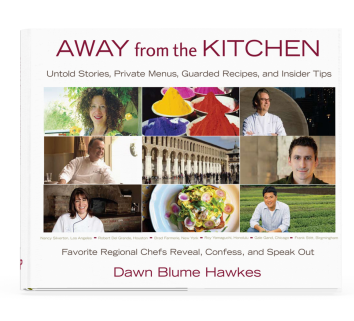 AWAY from the KITCHEN
Untold Stories, Private Menus, Guarded Recipes, and Insider Tips
Favorite Regional Chefs Reveal, Confess, and Speak Out
Dawn Blume Hawkes